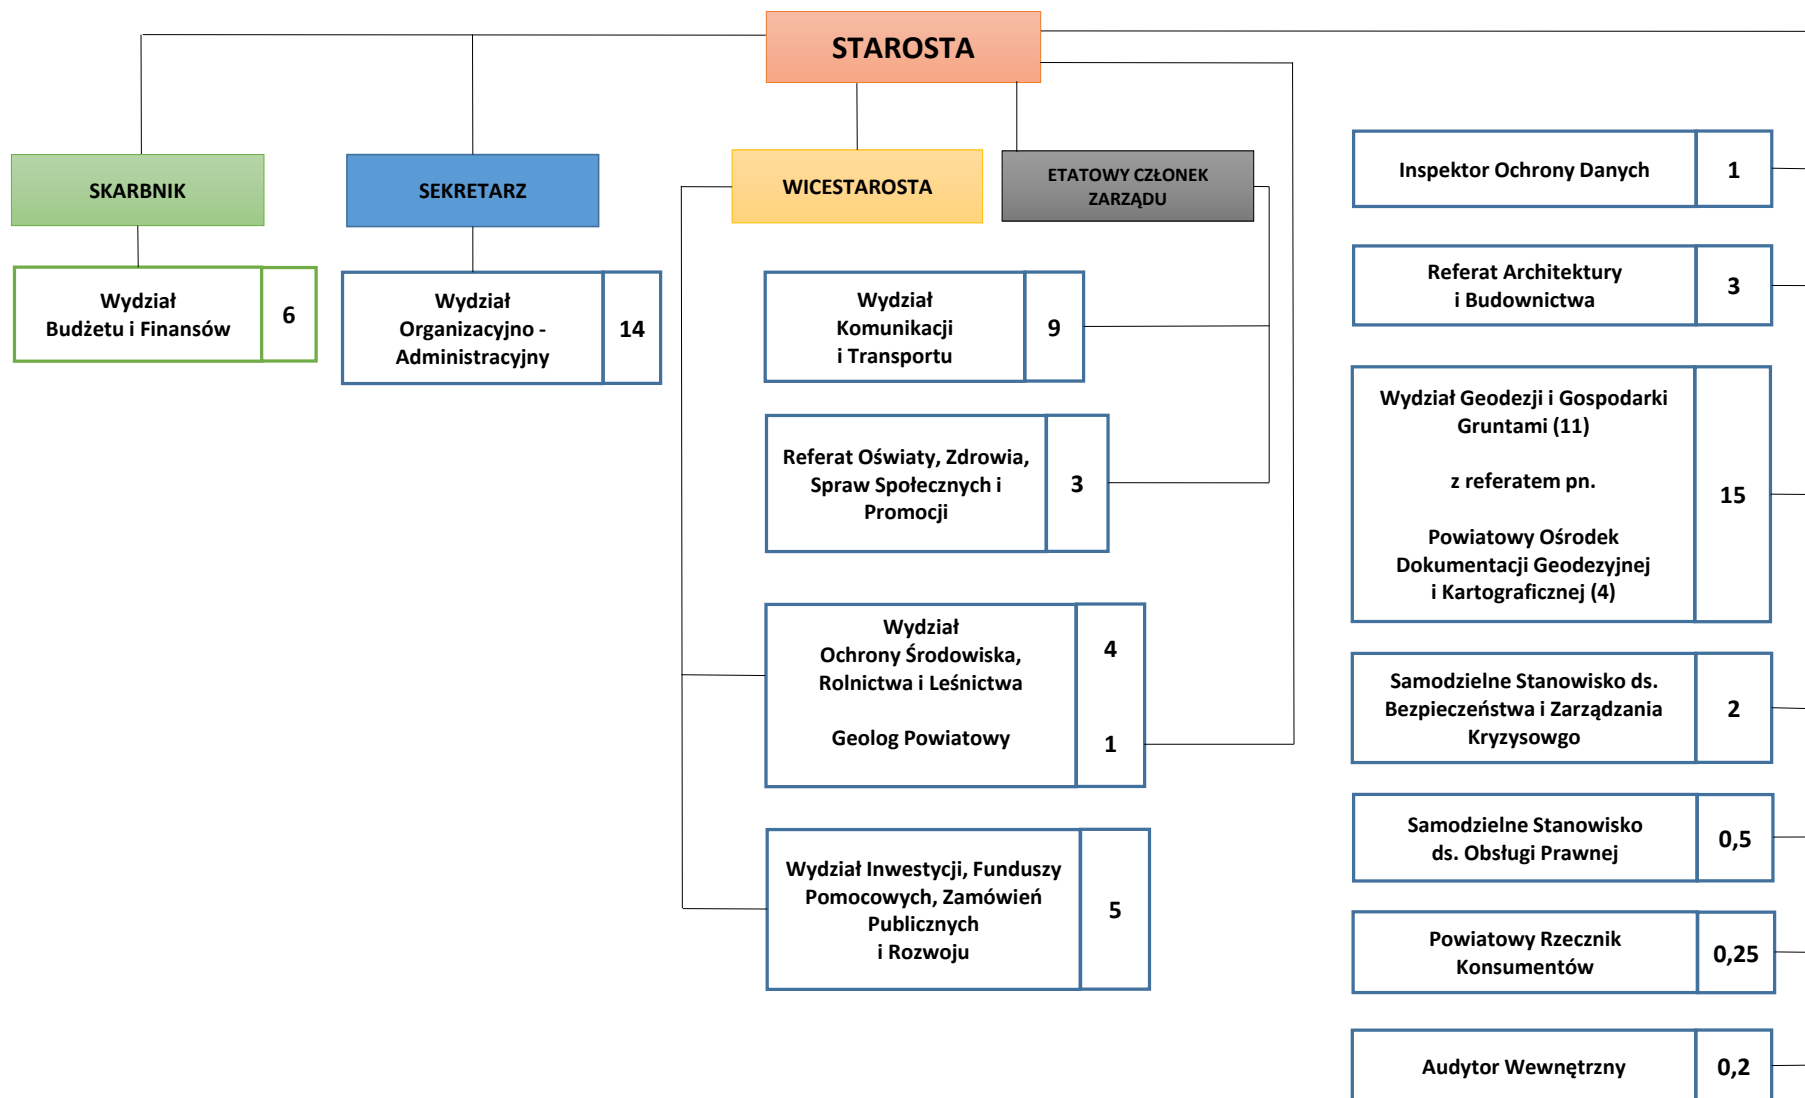 STAROSTA
SKARBNIK
SEKRETARZ
WICESTAROSTA
ETATOWY CZŁONEK
ZARZĄDU
Wydział
Budżetu i Finansów
6
Wydział
Organizacyjno -
Administracyjny
14
Wydział
Komunikacji
i Transportu
9
Referat Oświaty, Zdrowia,
Spraw Społecznych i
Promocji
3
Wydział
Ochrony Środowiska,
Rolnictwa i Leśnictwa
4
Geolog Powiatowy
1
Wydział Inwestycji, Funduszy
Pomocowych, Zamówień
Publicznych
i Rozwoju
5
Inspektor Ochrony Danych
1
Referat Architektury
i Budownictwa
3
Wydział Geodezji i Gospodarki
Gruntami (11)
z referatem pn.
Powiatowy Ośrodek
Dokumentacji Geodezyjnej
i Kartograficznej (4)
15
Samodzielne Stanowisko ds.
Bezpieczeństwa i Zarządzania
Kryzysowgo
2
Samodzielne Stanowisko
ds. Obsługi Prawnej
0,5
Powiatowy Rzecznik
Konsumentów
0,25
Audytor Wewnętrzny
0,2